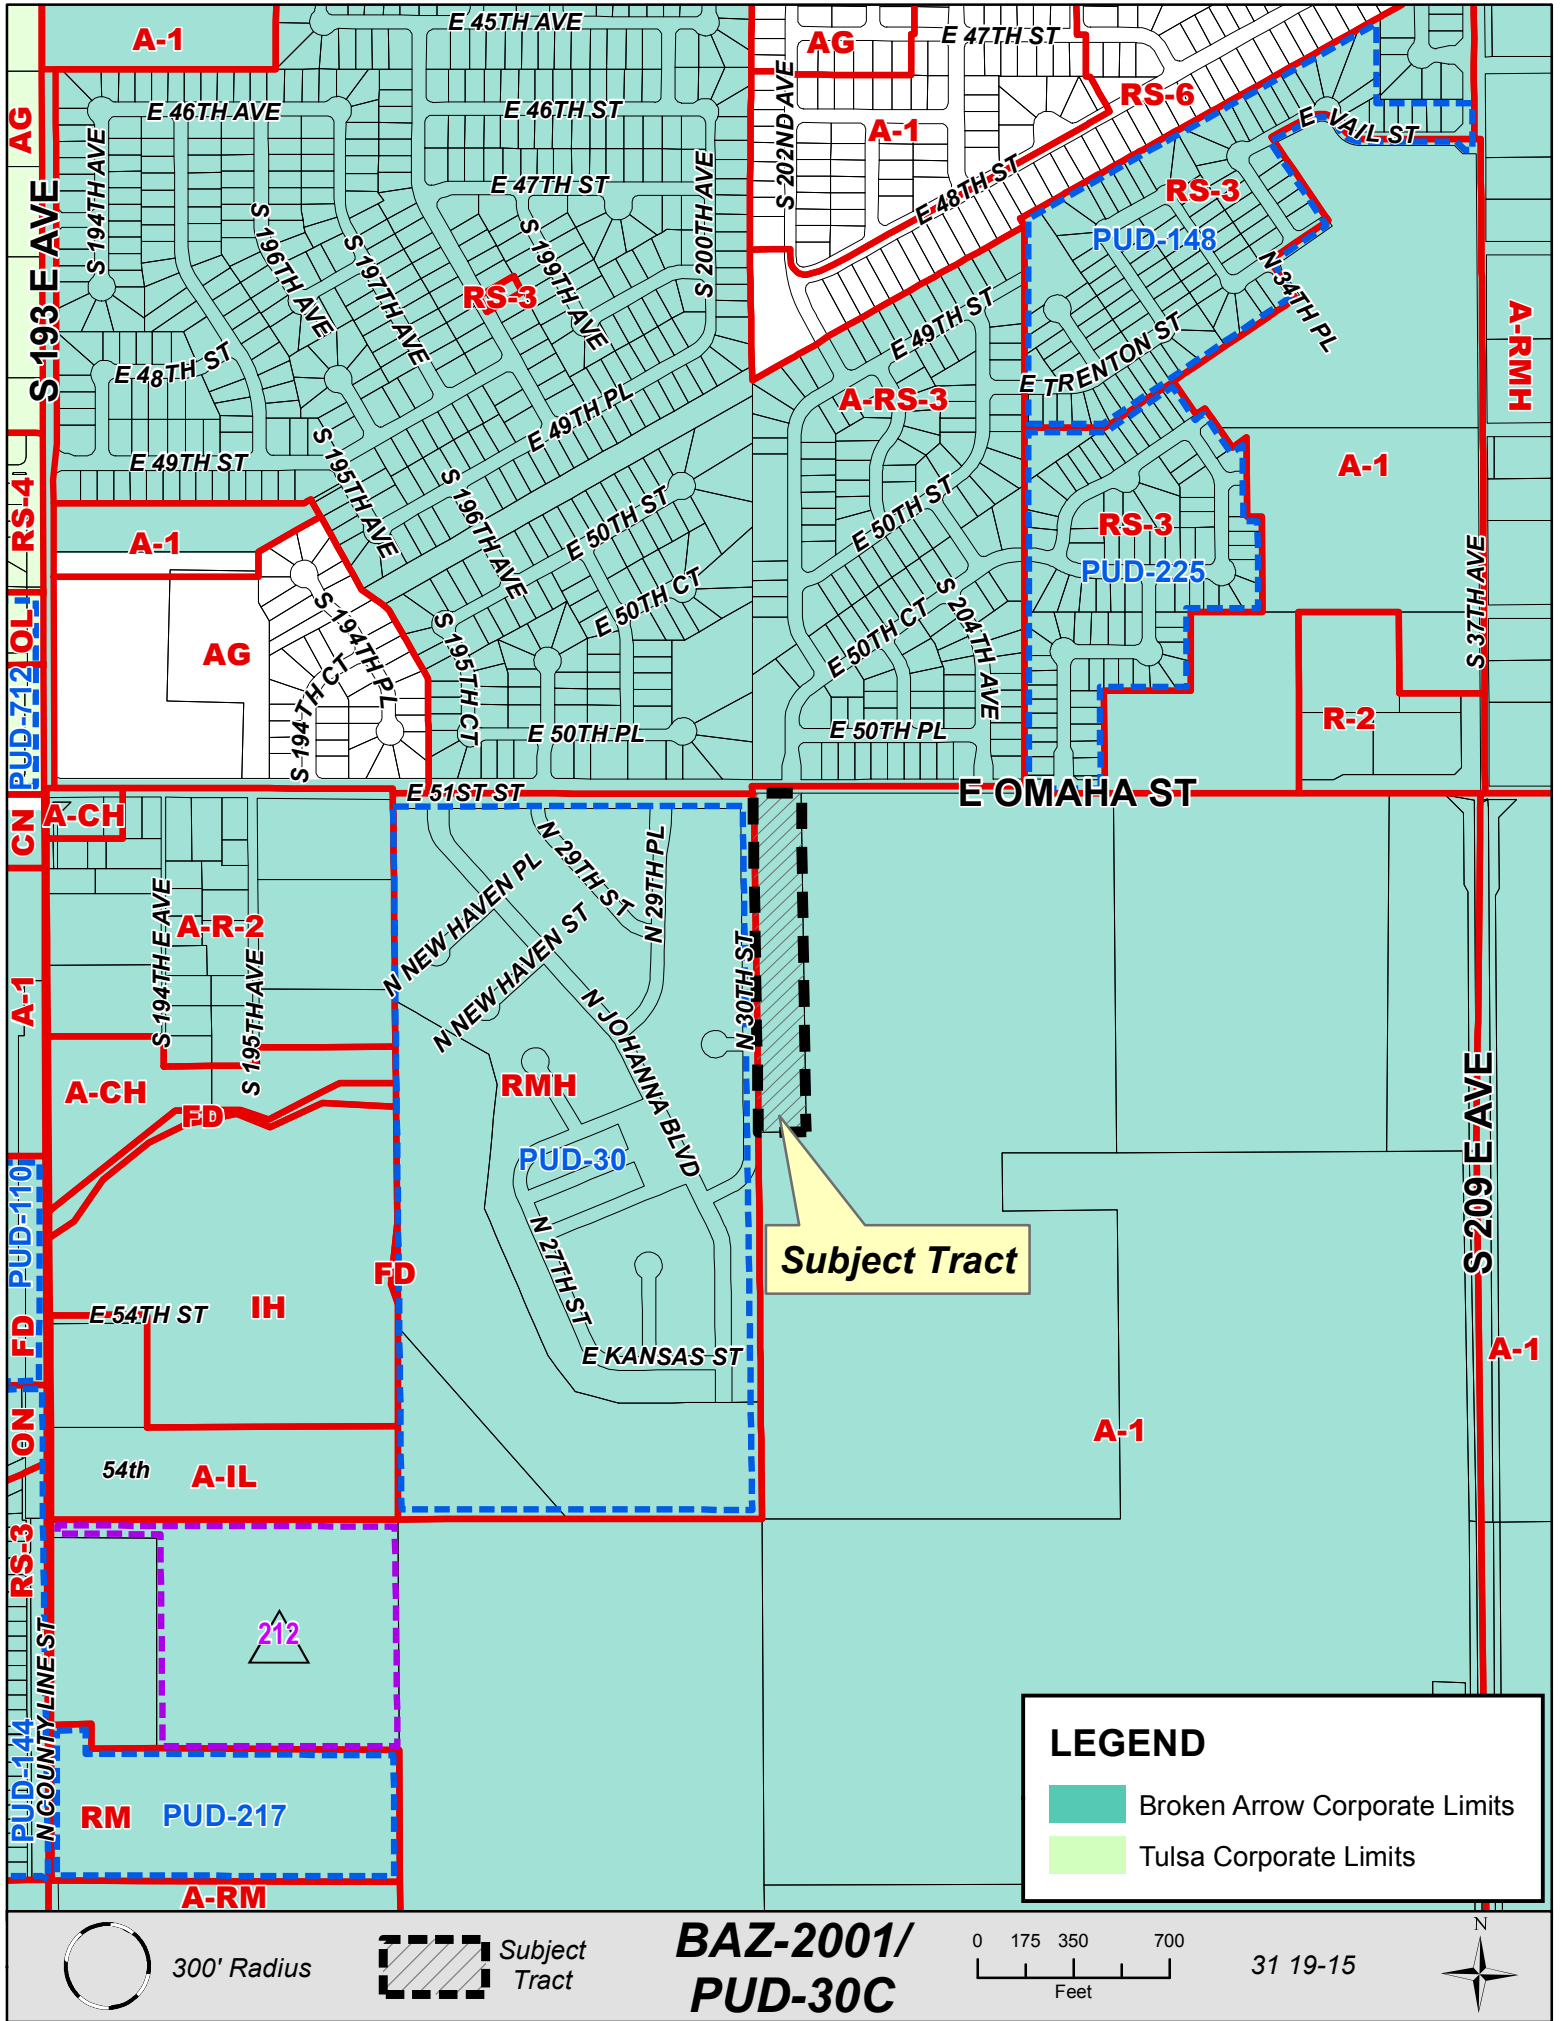 E 45TH AVE
A-1
AG
E 47TH ST
S 202ND AVE
RS-6
E 46TH AVE
E 46TH ST
A-1
E VAIL ST
AG
S 194TH AVE
S 193 E AVE
E 47TH ST
S 200TH AVE
E 48TH ST
RS-3
PUD-148
S 196TH AVE
S 197TH AVE
S 199TH AVE
RS-3
N 34TH PL
E 49TH ST
A-RMH
E 48TH ST
E TRENTON ST
A-RS-3
E 49TH PL
E 49TH ST
S 195TH AVE
S 196TH AVE
A-1
RS-4
E 50TH ST
E 50TH ST
RS-3
A-1
PUD-225
S 37TH AVE
OL
S 194TH PL
AG
S 194TH CT
S 195TH CT
E 50TH CT
E 50TH CT
S 204TH AVE
PUD-712
E 50TH PL
E 50TH PL
R-2
E 51ST ST
E OMAHA ST
CN
A-CH
N 29TH ST
N 29TH PL
N NEW HAVEN PL
A-R-2
S 194TH E AVE
S 195TH AVE
N NEW HAVEN ST
N 30TH ST
A-1
N JOHANNA BLVD
A-CH
RMH
FD
PUD-30
S 209 E AVE
PUD-110
N 27TH ST
Subject Tract
FD
IH
E 54TH ST
FD
E KANSAS ST
A-1
ON
A-1
54th
A-IL
RS-3
212
N COUNTY LINE ST
PUD-144
RM
PUD-217
A-RM
LEGEND
Broken Arrow Corporate Limits
Tulsa Corporate Limits
300' Radius
Subject
Tract
BAZ-2001/
PUD-30C
0 175 350 700
Feet
31 19-15
N